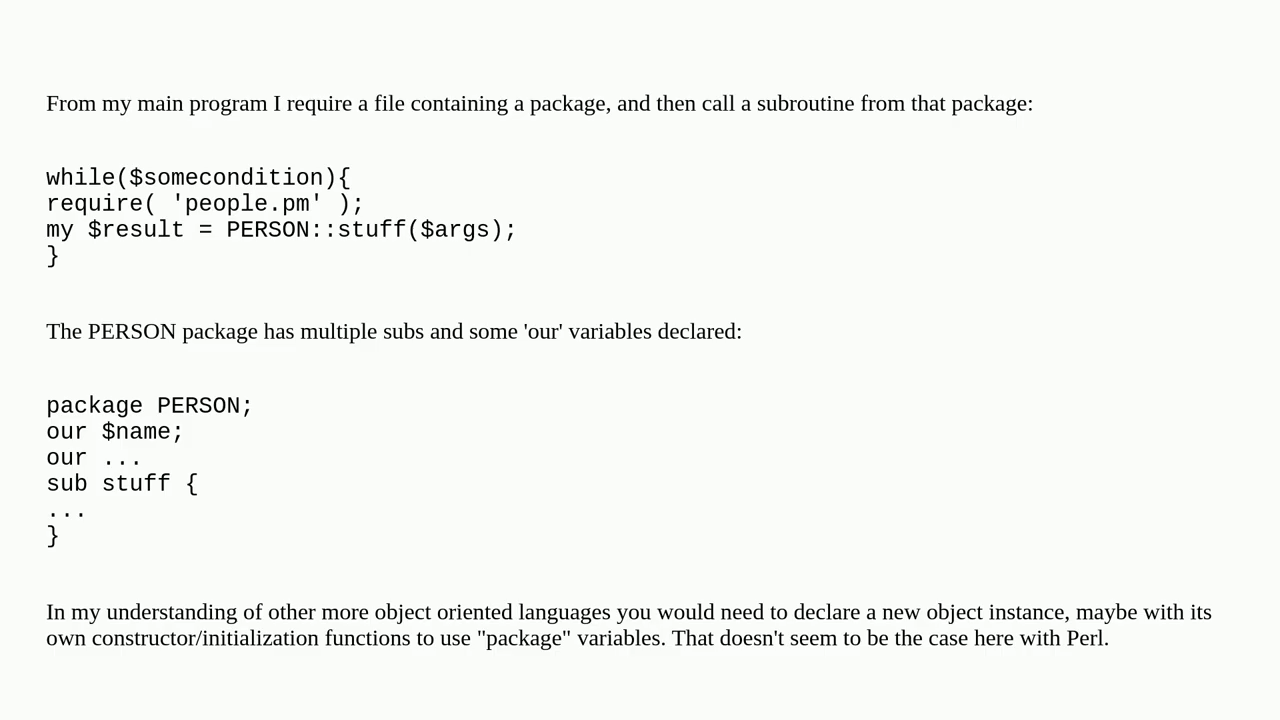 From my main program I require a file containing a package, and then call a subroutine from that package:
while($somecondition){
require( 'people.pm' );
my $result = PERSON::stuff($args);
}
The PERSON package has multiple subs and some 'our' variables declared:
package PERSON;
our $name;
our ...
sub stuff {
...
}
In my understanding of other more object oriented languages you would need to declare a new object instance, maybe with its
own constructor/initialization functions to use "package" variables. That doesn't seem to be the case here with Perl.